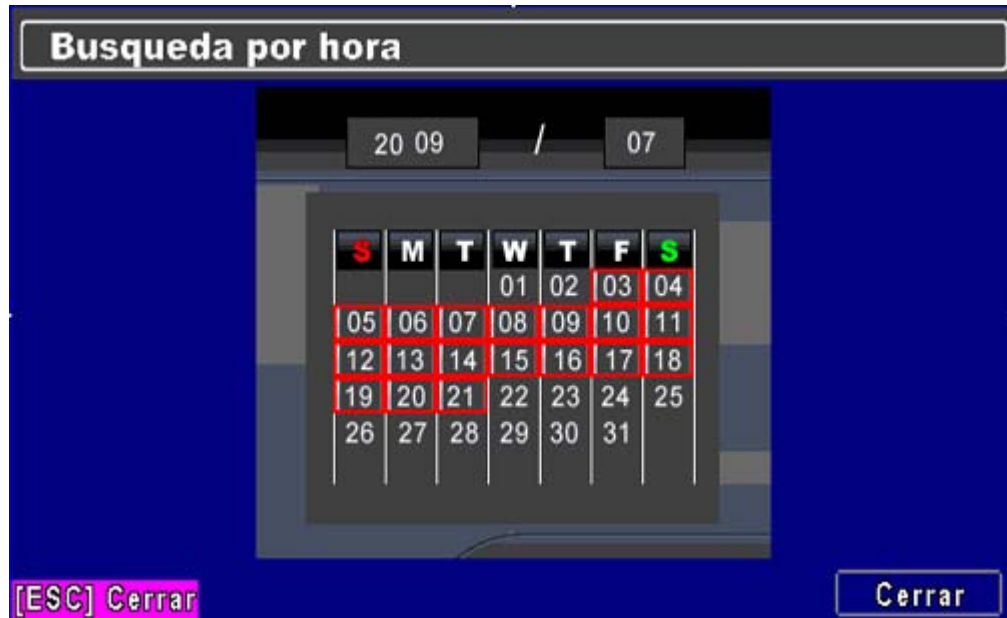 Busqueda por hora
20 09 / 07
S M T W T F S
01 02 03 04
05 06 07 08 09 10 11
12 13 14 15 16 17 18
19 20 21 22 23 24 25
26 27 28 29 30 31
[ESC] Cerrar Cerrar